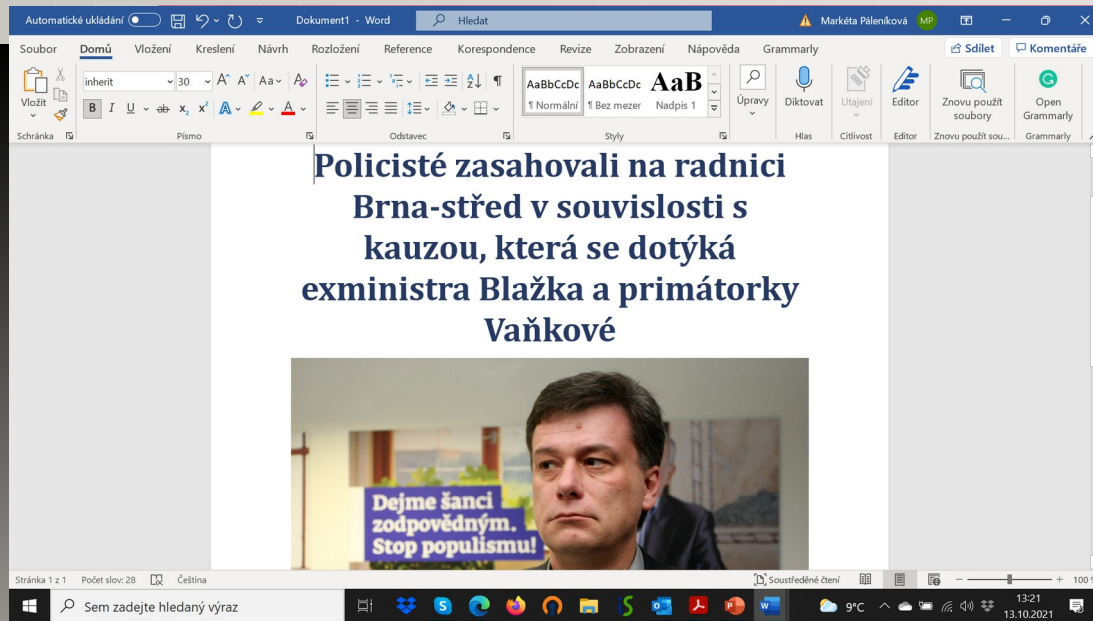 Automatické ukládání
Dokument1 - Word
Hledat
Markéta Páleníková
MP
Soubor
Domů
Vložení
Kreslení
Návrh
Rozložení
Reference
Korespondence
Revize
Zobrazení
Nápověda
Grammarly
Sdílet
Komentáře
Vložit
inherit
30
Aa
AaBbCcDc
AaBbCcDc
AaB
¶ Normální
¶ Bez mezer
Nadpis 1
Úpravy
Diktovat
Utajení
Editor
Znovu použít
soubory
Open
Grammarly
Schránka
Písmo
Odstavec
Styly
Hlas
Citlivost
Editor
Znovu použít sou...
Grammarly
Policisté zasahovali na radnici
Brna-střed v souvislosti s
kauzou, která se dotýká
exministra Blažka a primátorky
Vaňkové
Dejme šanci
zodpovědným.
Stop populismu!
Stránka 1 z 1
Počet slov: 28
Čeština
Soustředěné čtení
100 %
Sem zadejte hledaný výraz
9°C
13:21
13.10.2021